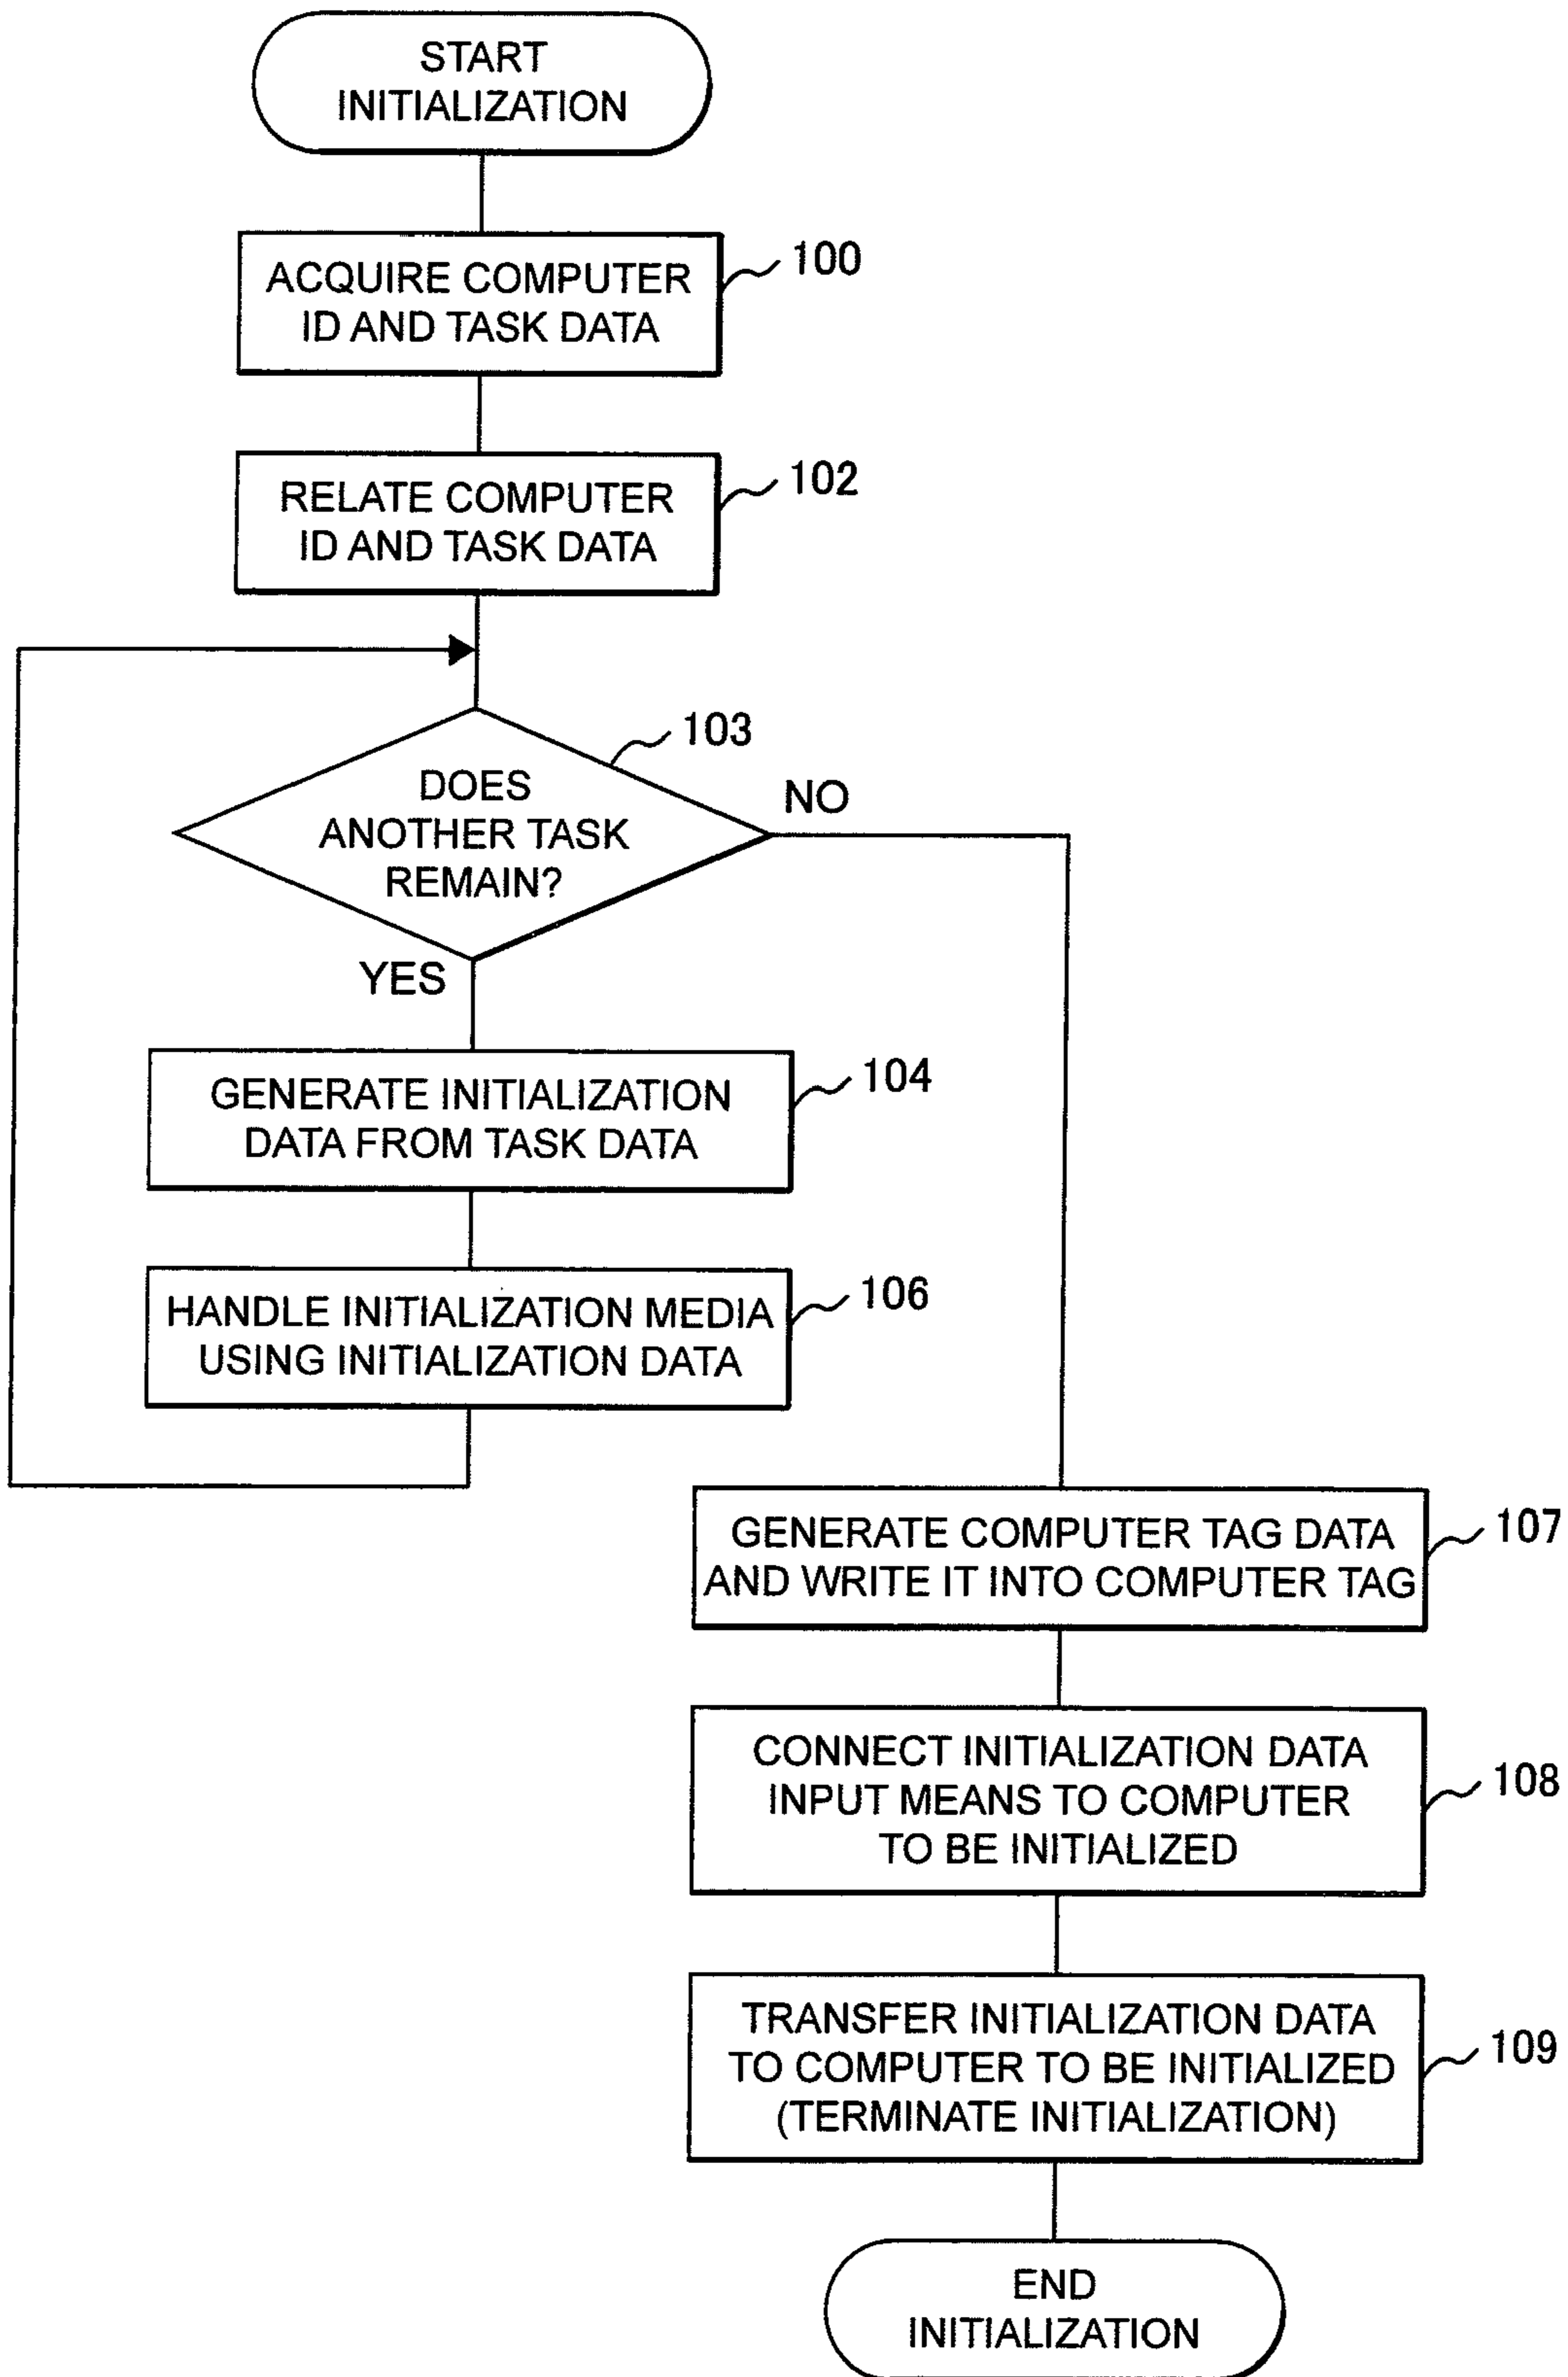 START
INITIALIZATION
ACQUIRE COMPUTER
ID AND TASK DATA
100
RELATE COMPUTER
ID AND TASK DATA
102
103
DOES
ANOTHER TASK
REMAIN?
NO
YES
GENERATE INITIALIZATION
DATA FROM TASK DATA
104
HANDLE INITIALIZATION MEDIA
USING INITIALIZATION DATA
106
GENERATE COMPUTER TAG DATA
AND WRITE IT INTO COMPUTER TAG
107
CONNECT INITIALIZATION DATA
INPUT MEANS TO COMPUTER
TO BE INITIALIZED
108
TRANSFER INITIALIZATION DATA
TO COMPUTER TO BE INITIALIZED
(TERMINATE INITIALIZATION)
109
END
INITIALIZATION